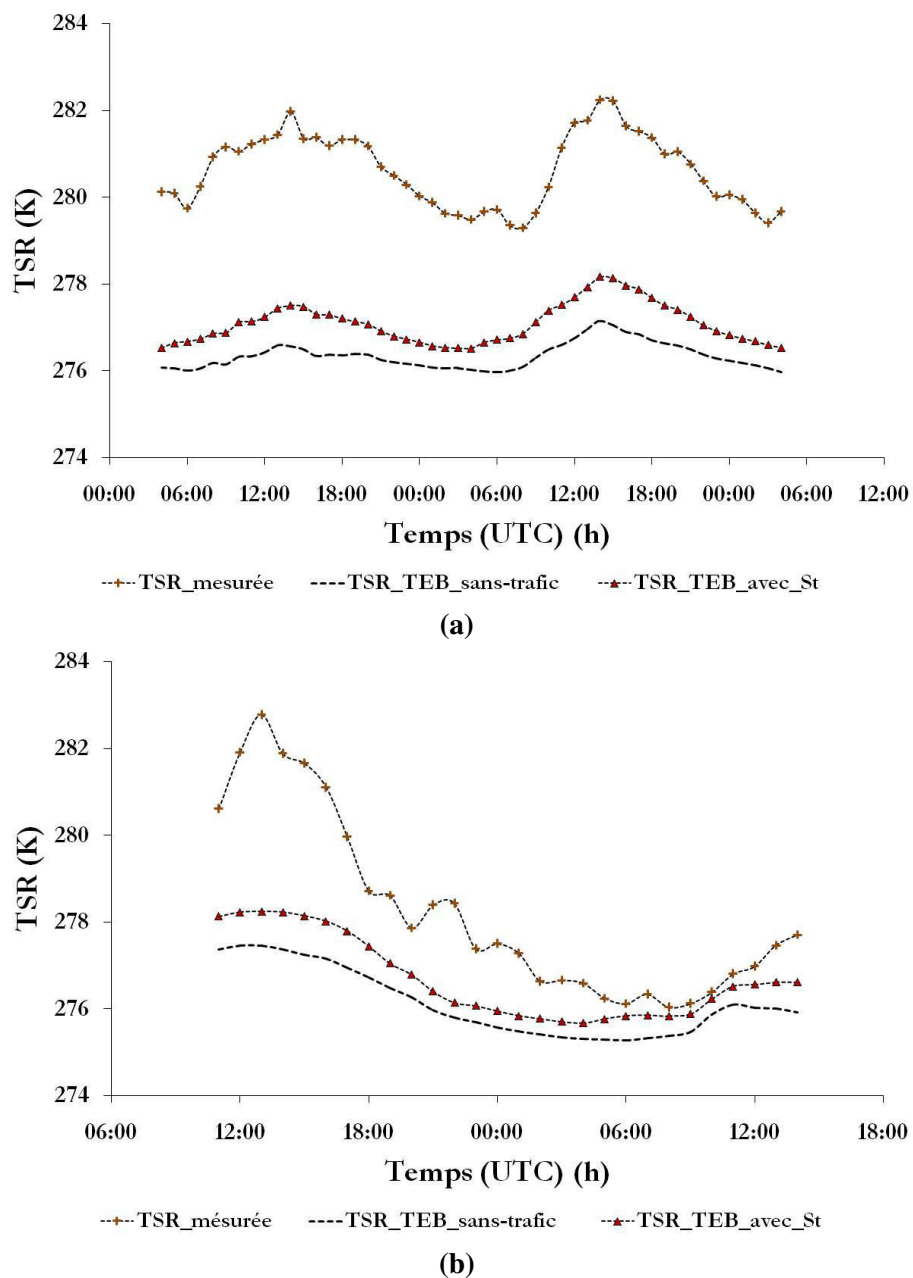 284
282
280
278
276
274
TSR (K)
00:00 06:00 12:00 18:00 00:00 06:00 12:00 18:00 00:00 06:00 12:00
Temps (UTC) (h)
TSR_mesurée TSR_TEB_sans-trafic TSR_TEB_avec_St
(a)
284
282
280
278
276
274
TSR (K)
06:00 12:00 18:00 00:00 06:00 12:00 18:00
Temps (UTC) (h)
TSR_mésurée TSR_TEB_sans-trafic TSR_TEB_avec_St
(b)